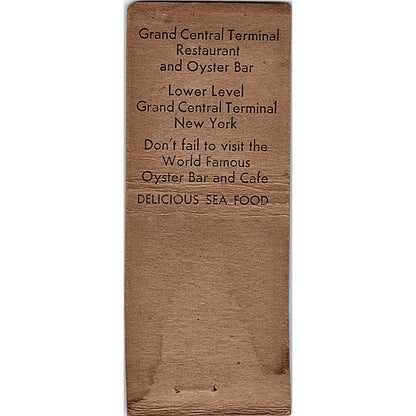 Grand Central Terminal
Restaurant
and Oyster Bar
Lower Level
Grand Central Terminal
New York
Don't fail to visit the
World Famous
Oyster Bar and Cafe
DELICIOUS SEA FOOD